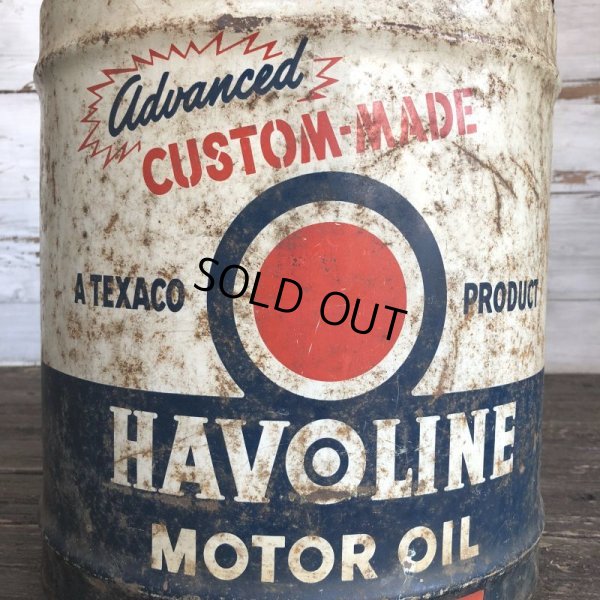 Advanced
CUSTOM-MADE
A TEXACO PRODUCT
SOLD OUT
HAVOLINE
MOTOR OIL